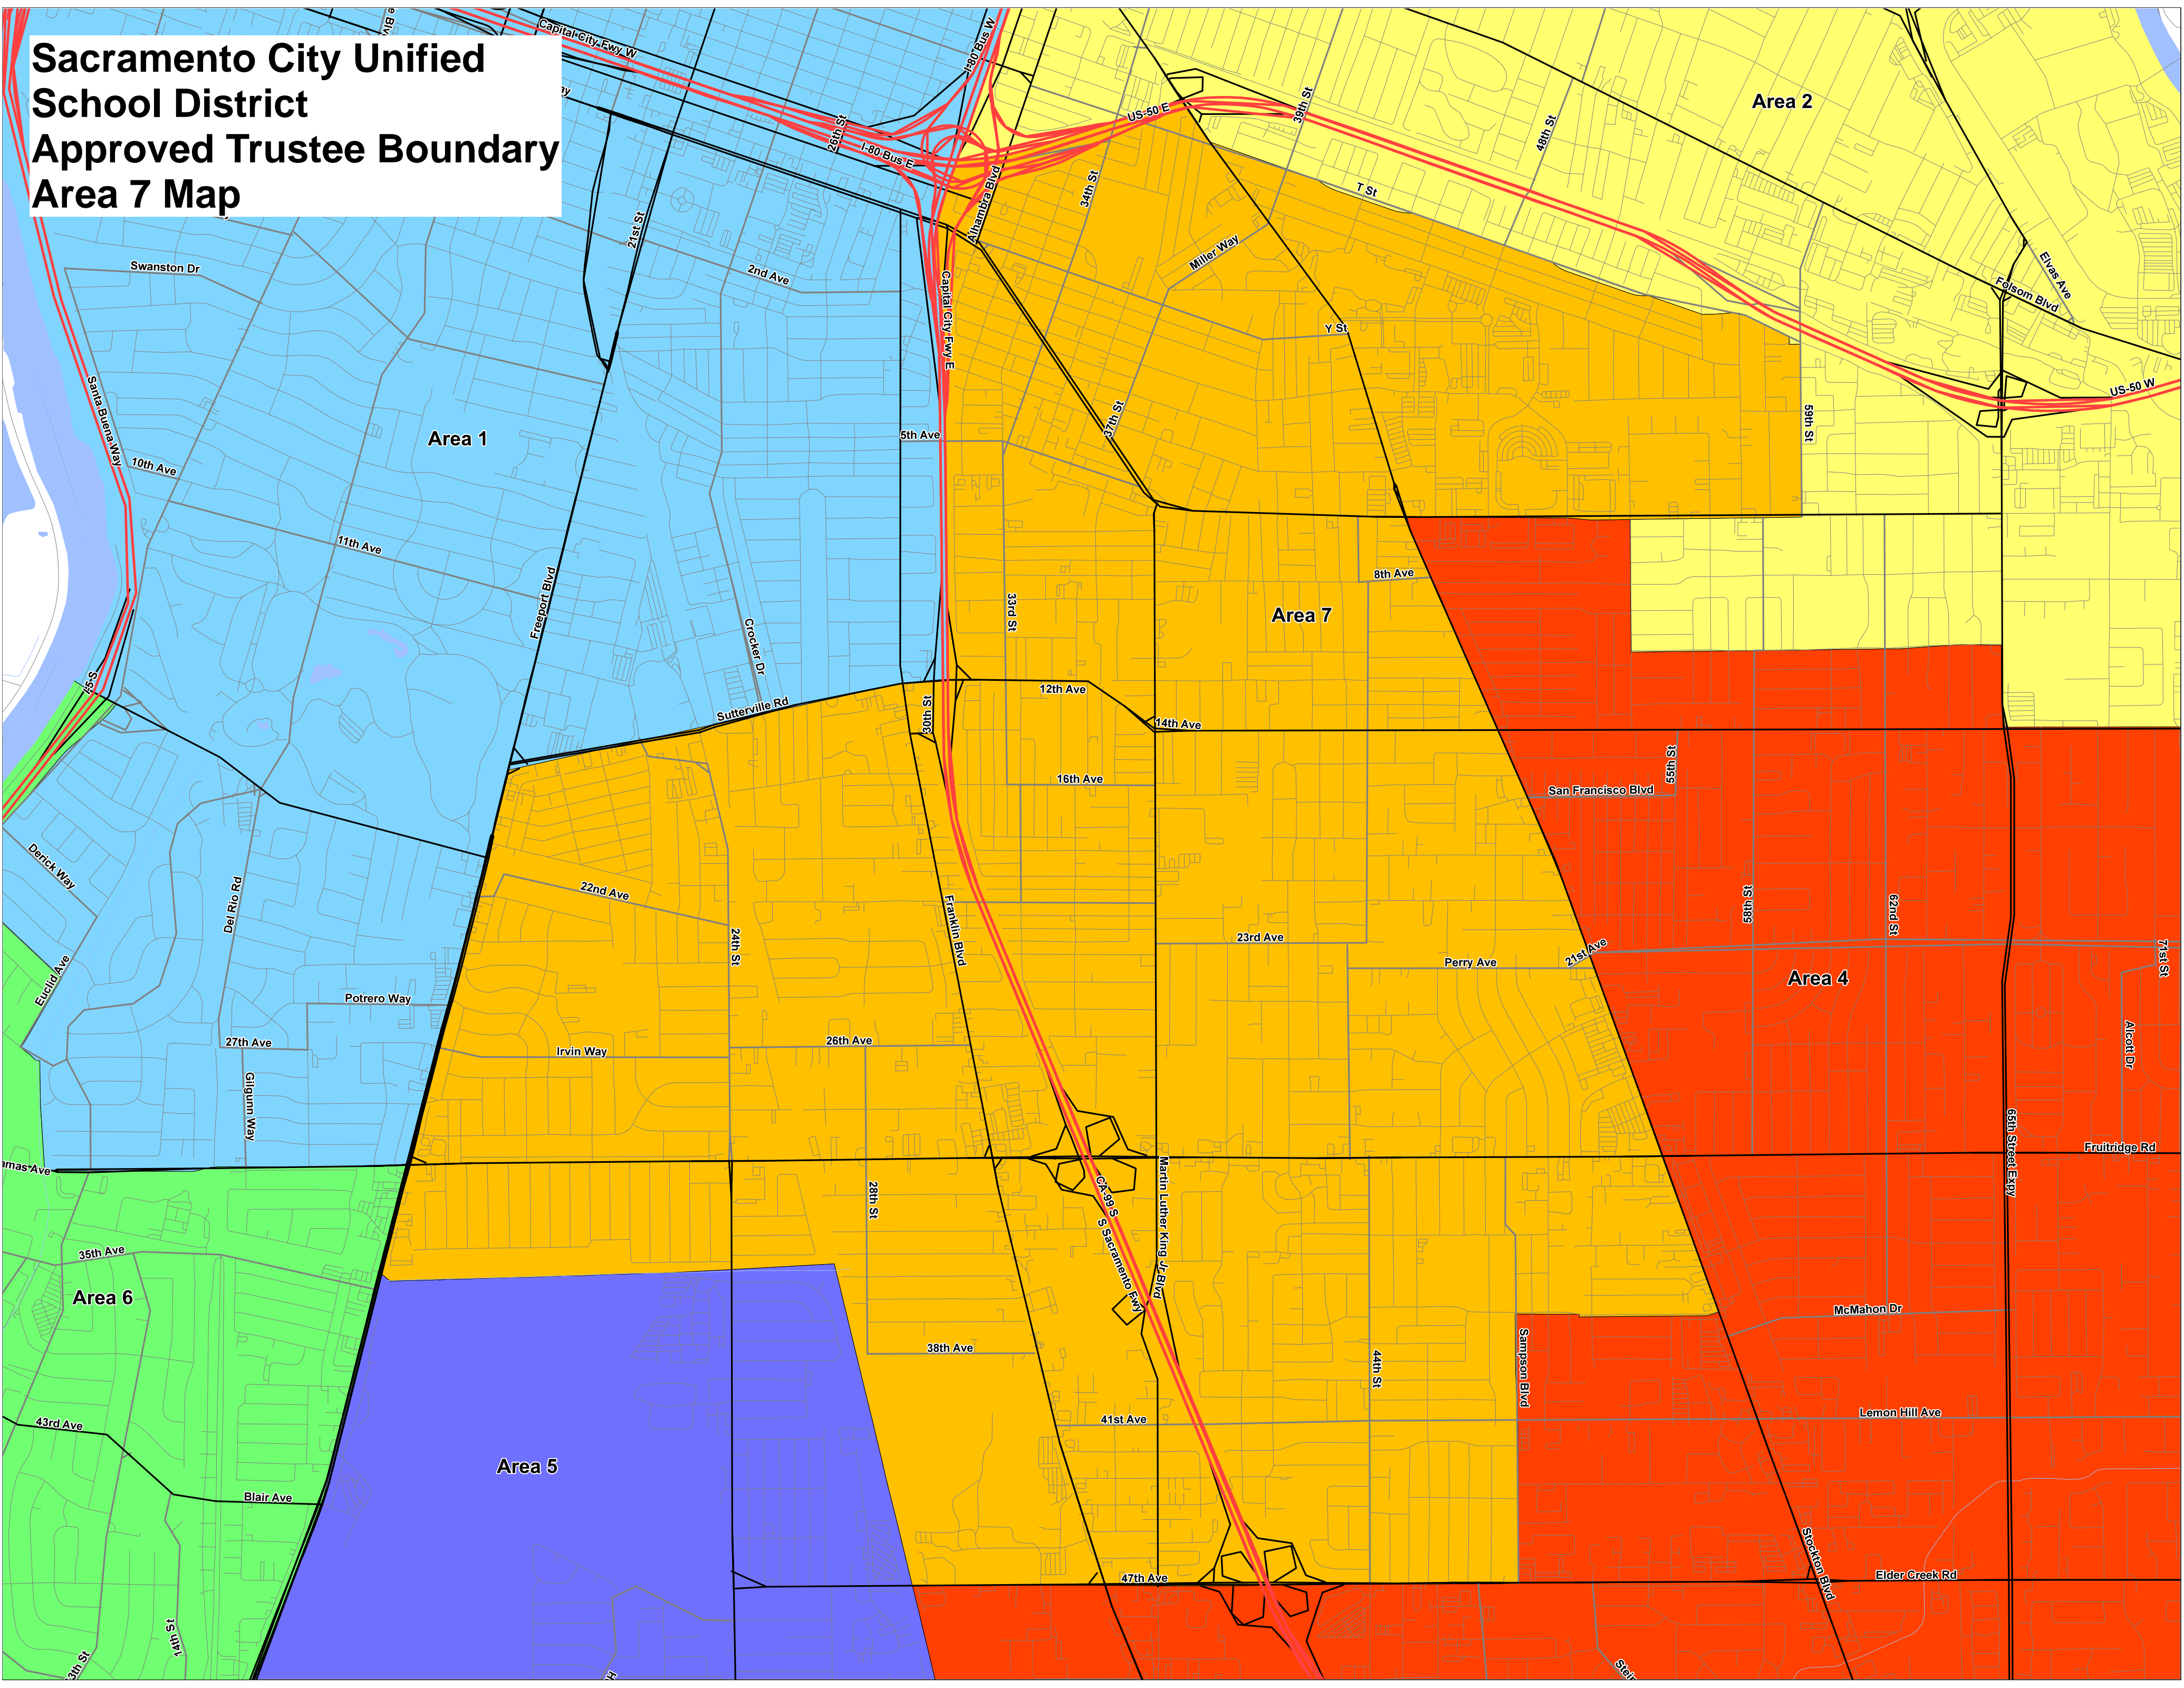 Sacramento City Unified
School District
Approved Trustee Boundary
Area 7 Map
Capital City Fwy W
I-80 Bus W
US-50 E
39th St
48th St
Area 2
26th St
I-80 Bus E
Alhambra Blvd
34th St
T St
21st St
Swanston Dr
2nd Ave
Miller Way
Elvas Ave
Folsom Blvd
Capital City Fwy E
Y St
US-50 W
Santa Buena Way
Area 1
5th Ave
37th St
59th St
10th Ave
11th Ave
Freeport Blvd
8th Ave
33rd St
Area 7
Crocker Dr
Sutterville Rd
30th St
12th Ave
14th Ave
16th Ave
55th St
San Francisco Blvd
Derick Way
Del Rio Rd
22nd Ave
24th St
Franklin Blvd
23rd Ave
58th St
62nd St
Perry Ave
21st Ave
Area 4
71st St
Euclid Ave
Potrero Way
27th Ave
Irvin Way
26th Ave
Alcott Dr
Gilgunn Way
amas Ave
Fruitridge Rd
65th Street Expy
28th St
CA-99 S
S Sacramento Fwy
Martin Luther King Jr Blvd
35th Ave
Area 6
McMahon Dr
38th Ave
44th St
Sampson Blvd
43rd Ave
41st Ave
Lemon Hill Ave
Area 5
Blair Ave
47th Ave
Stockton Blvd
Elder Creek Rd
14th St
3th St